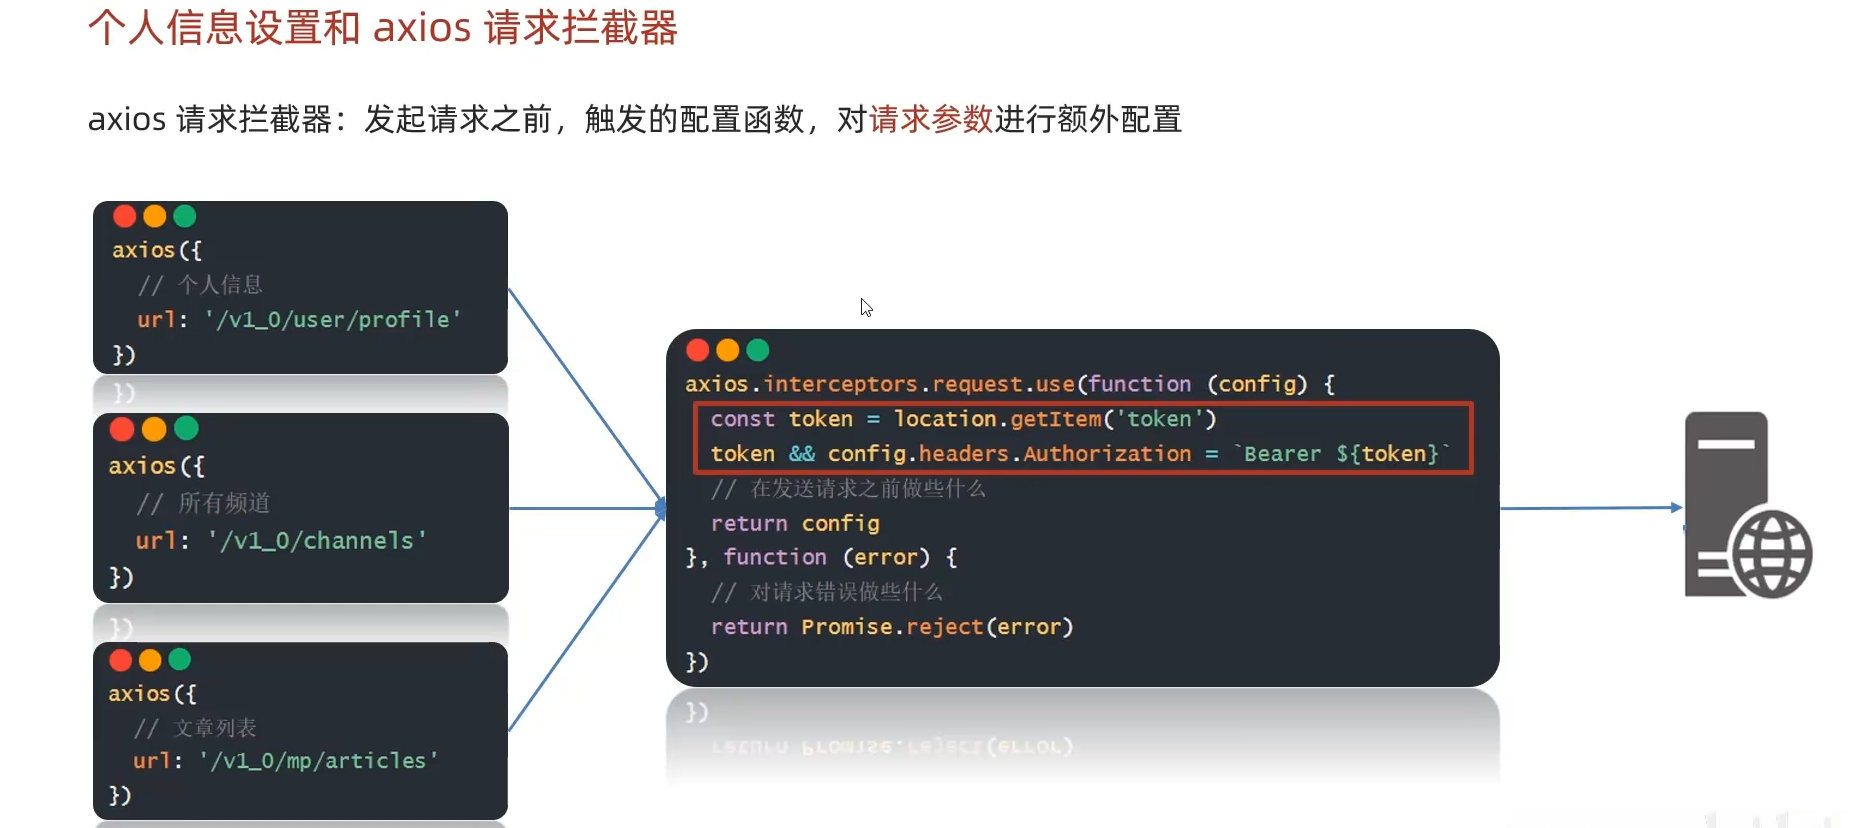 个人信息设置和 axios 请求拦截器
axios 请求拦截器：发起请求之前，触发的配置函数，对请求参数进行额外配置
axios({
// 个人信息
url: '/v1_0/user/profile'
})
})
axios({
// 所有频道
url: '/v1_0/channels'
})
})
axios({
// 文章列表
url: '/v1_0/mp/articles'
})
axios.interceptors.request.use(function (config) {
const token = location.getItem('token')
token && config.headers.Authorization = `Bearer ${token}`
// 在发送请求之前做些什么
return config
}, function (error) {
// 对请求错误做些什么
return Promise.reject(error)
})
})
return Promise.reject(error)